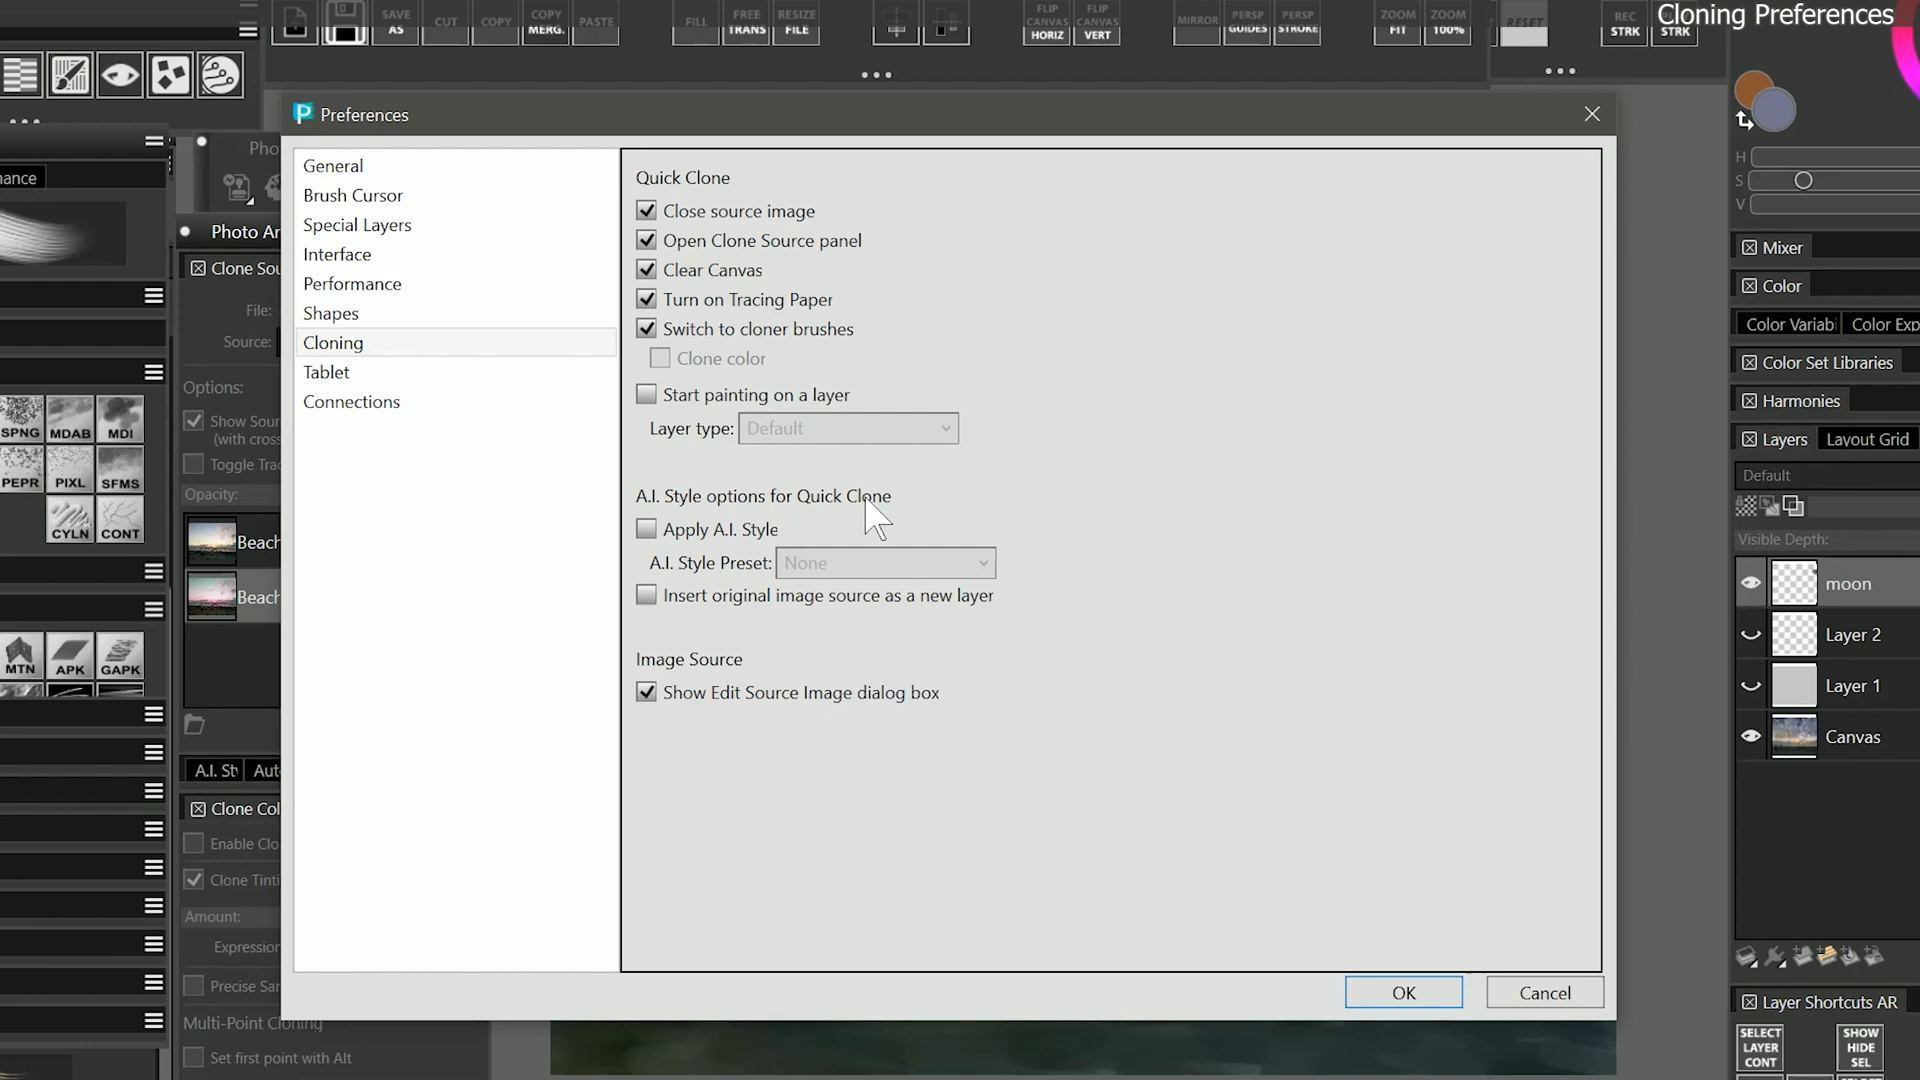 SAVE AS
CUT
COPY
COPY MERG.
PASTE
FILL
FREE TRANS
RESIZE FILE
FLIP CANVAS HORIZ
FLIP CANVAS VERT
MIRROR
PERSP GUIDES
PERSP STROKE
ZOOM FIT
ZOOM 100%
RESET
REC STRK
STRK
Cloning Preferences
Preferences
General
Brush Cursor
Special Layers
Interface
Performance
Shapes
Cloning
Tablet
Connections
Quick Clone
Close source image
Open Clone Source panel
Clear Canvas
Turn on Tracing Paper
Switch to cloner brushes
Clone color
Start painting on a layer
Layer type: Default
A.I. Style options for Quick Clone
Apply A.I. Style
A.I. Style Preset: None
Insert original image source as a new layer
Image Source
Show Edit Source Image dialog box
OK
Cancel
ance
SPNG MDAB MDI
PEPR PIXL SFMS
CYLN CONT
MTN APK GAPK
Pho
Photo Ar
Clone Sou
File:
Source:
Options:
Show Sour
(with cross
Toggle Trac
Opacity:
Beach
Beach
A.I. St Aut
Clone Col
Enable Clo
Clone Tinti
Amount:
Expression
Precise Sar
Multi-Point Cloning
Set first point with Alt
H
S
V
Mixer
Color
Color Variabi Color Exp
Color Set Libraries
Harmonies
Layers Layout Grid
Default
Visible Depth:
moon
Layer 2
Layer 1
Canvas
Layer Shortcuts AR
SELECT LAYER CONT
SHOW HIDE SEL